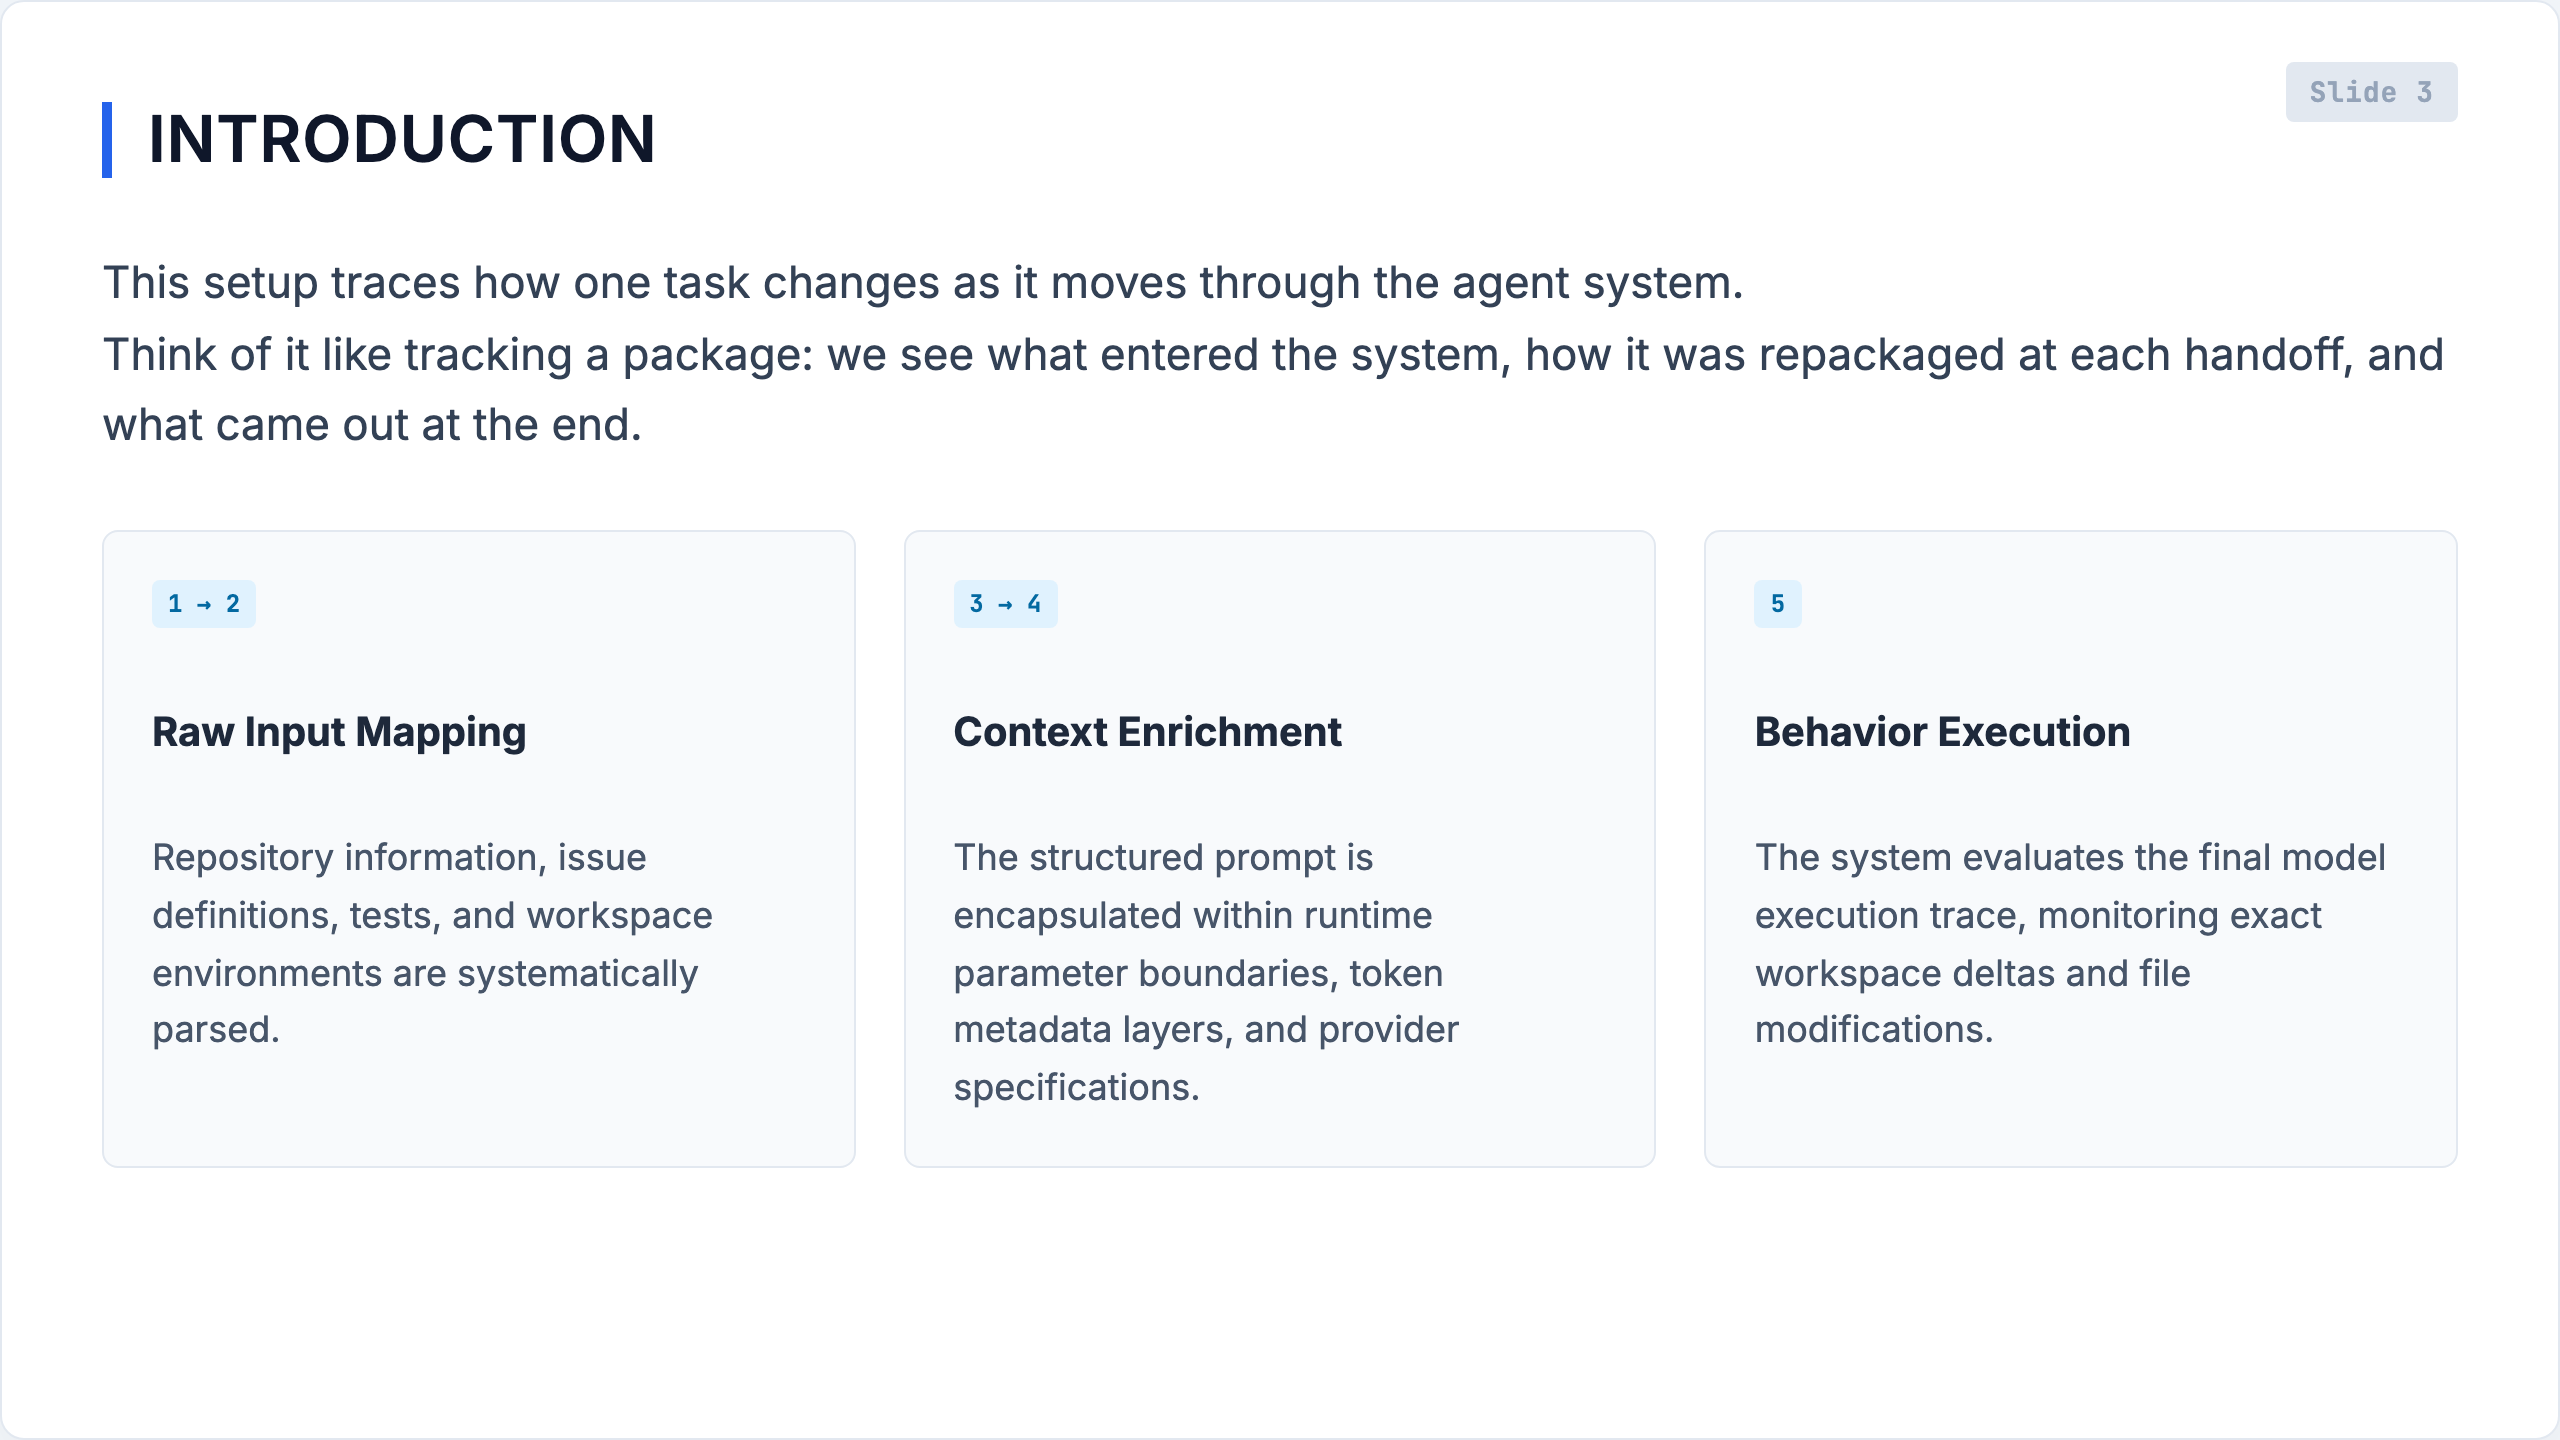 Slide 3
INTRODUCTION
This setup traces how one task changes as it moves through the agent system.
Think of it like tracking a package: we see what entered the system, how it was repackaged at each handoff, and
what came out at the end.
1 → 2
Raw Input Mapping
Repository information, issue
definitions, tests, and workspace
environments are systematically
parsed.
3 → 4
Context Enrichment
The structured prompt is
encapsulated within runtime
parameter boundaries, token
metadata layers, and provider
specifications.
5
Behavior Execution
The system evaluates the final model
execution trace, monitoring exact
workspace deltas and file
modifications.